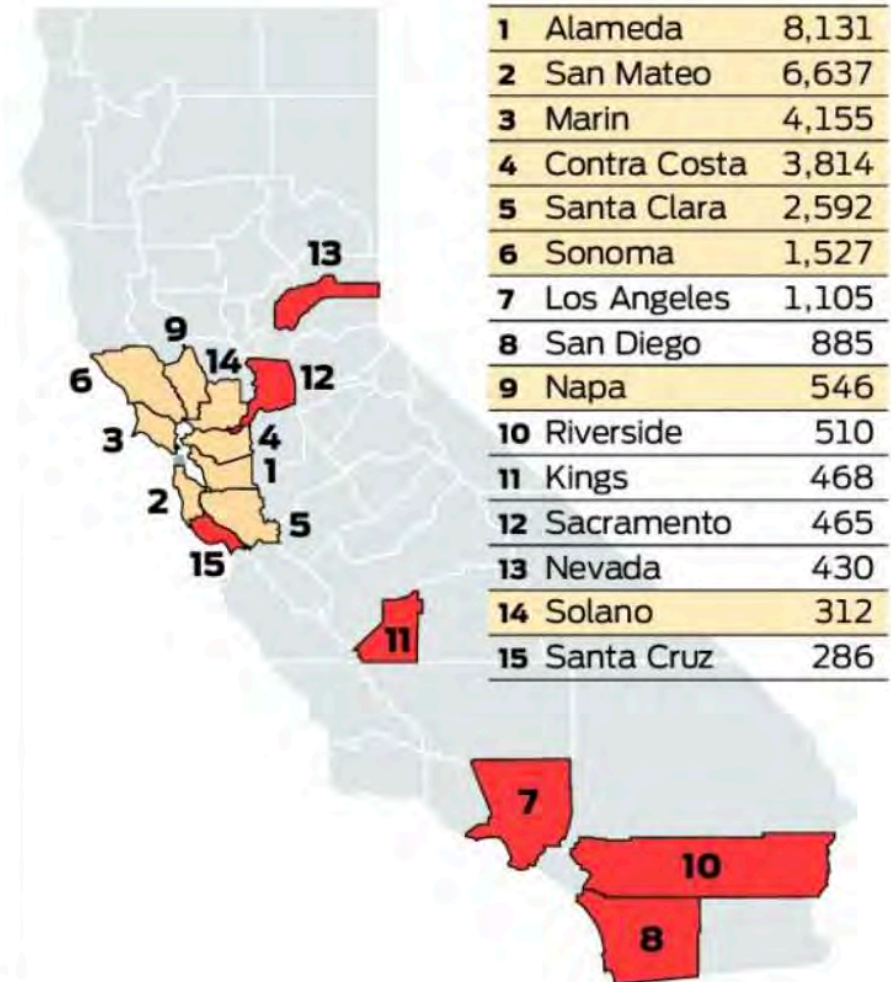 1 Alameda 8,131
2 San Mateo 6,637
3 Marin 4,155
4 Contra Costa 3,814
5 Santa Clara 2,592
6 Sonoma 1,527
7 Los Angeles 1,105
8 San Diego 885
9 Napa 546
10 Riverside 510
11 Kings 468
12 Sacramento 465
13 Nevada 430
14 Solano 312
15 Santa Cruz 286
13
9
14
6
12
3
4
1
2
5
15
11
7
10
8